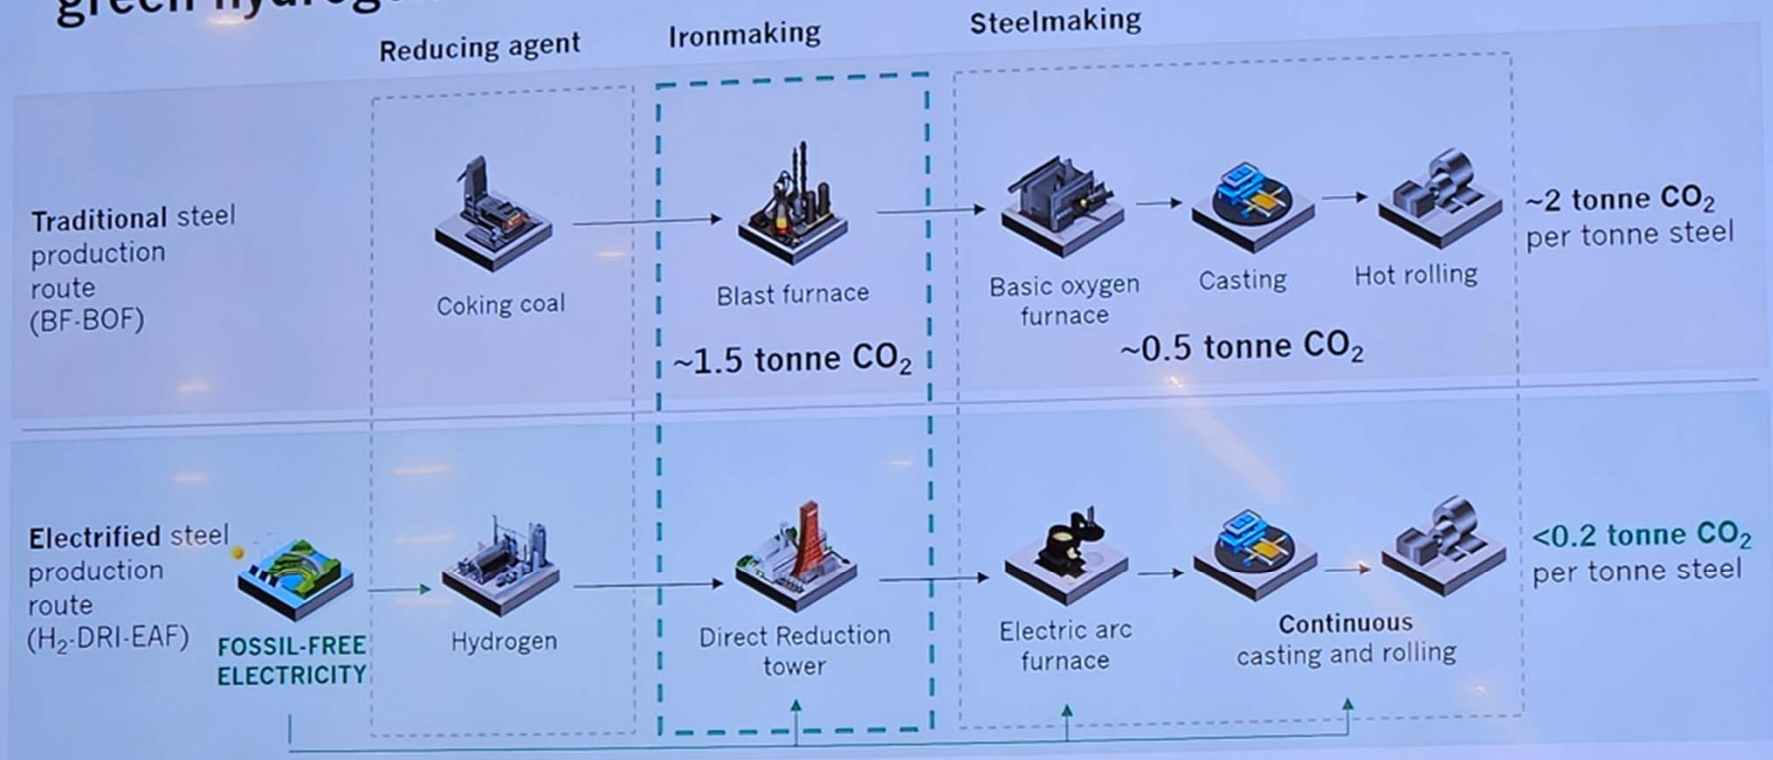 green hydrogen
Reducing agent
Ironmaking
Steelmaking
Traditional steel
production
route
(BF-BOF)
Coking coal
Blast furnace
Basic oxygen
furnace
Casting
Hot rolling
~2 tonne CO₂
per tonne steel
~1.5 tonne CO₂
~0.5 tonne CO₂
Electrified steel
production
route
(H₂-DRI-EAF)
FOSSIL-FREE
ELECTRICITY
Hydrogen
Direct Reduction
tower
Electric arc
furnace
Continuous
casting and rolling
<0.2 tonne CO₂
per tonne steel